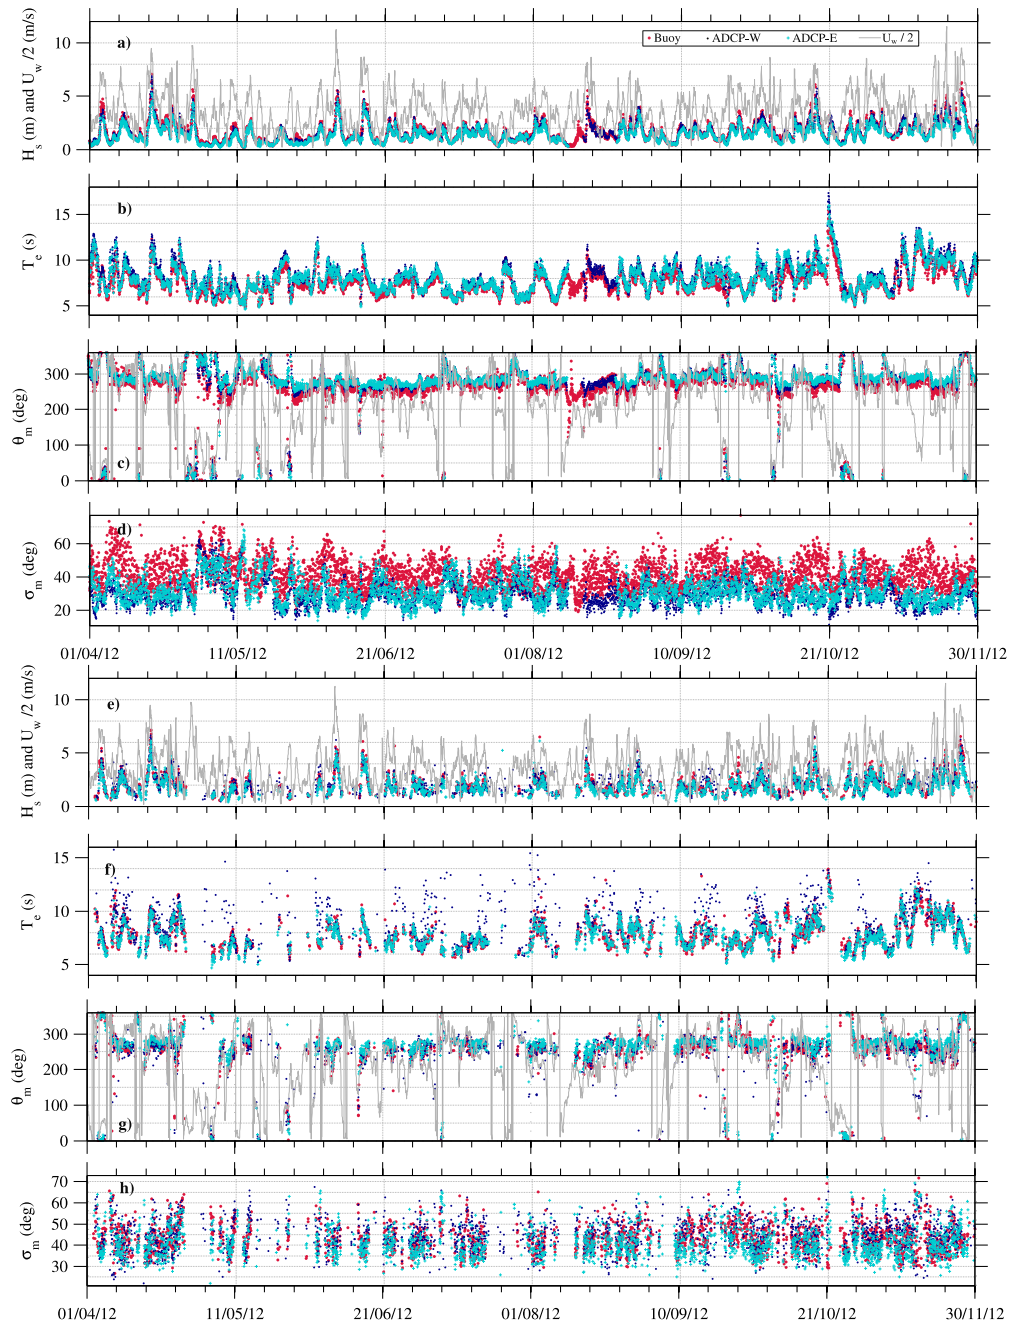 a)
Buoy ADCP-W ADCP-E U_w / 2
H_s (m) and U_w /2 (m/s)
10
5
0
b)
T_e (s)
15
10
5
θ_m (deg)
300
200
100
0
c)
d)
σ_m (deg)
60
40
20
01/04/12 11/05/12 21/06/12 01/08/12 10/09/12 21/10/12 30/11/12
e)
H_s (m) and U_w /2 (m/s)
10
5
0
f)
T_e (s)
15
10
5
θ_m (deg)
300
200
100
0
g)
h)
σ_m (deg)
70
60
50
40
30
01/04/12 11/05/12 21/06/12 01/08/12 10/09/12 21/10/12 30/11/12